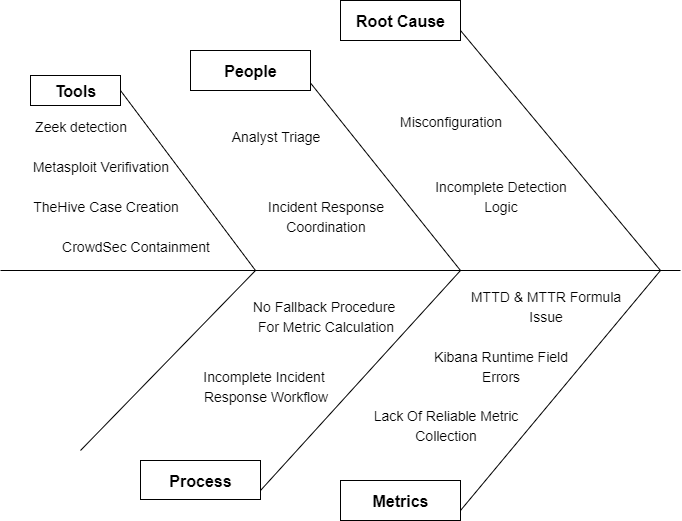 Root Cause
People
Tools
Zeek detection
Metasploit Verifivation
TheHive Case Creation
CrowdSec Containment
Analyst Triage
Incident Response
Coordination
Misconfiguration
Incomplete Detection
Logic
No Fallback Procedure
For Metric Calculation
Incomplete Incident
Response Workflow
MTTD & MTTR Formula
Issue
Kibana Runtime Field
Errors
Lack Of Reliable Metric
Collection
Process
Metrics